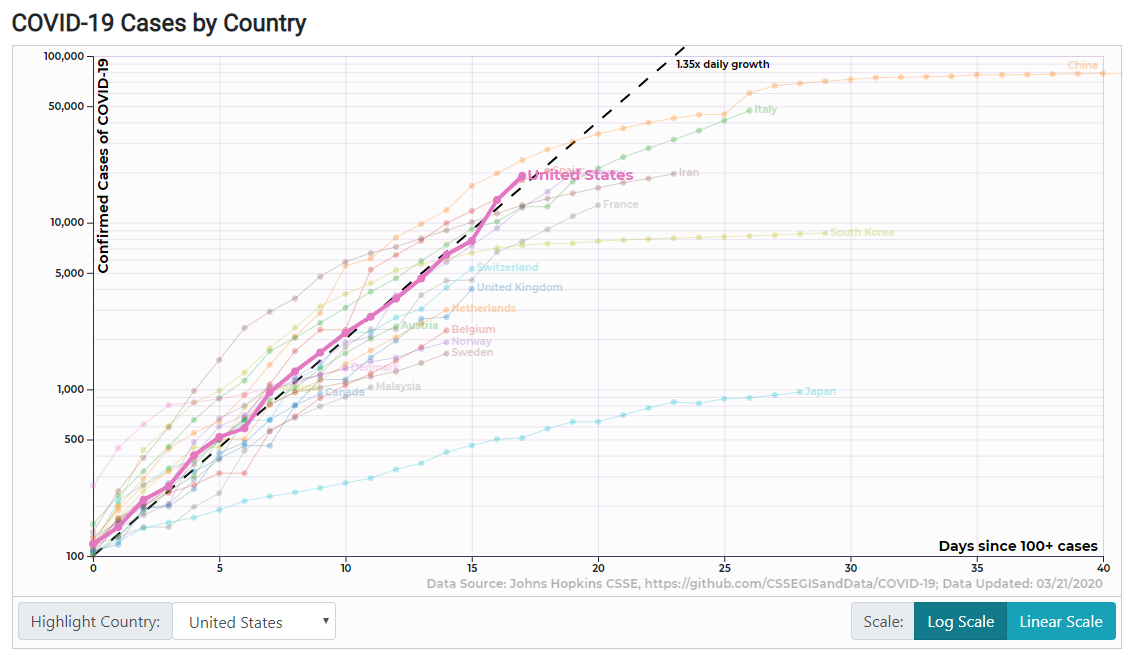 COVID-19 Cases by Country
100,000
50,000
10,000
5,000
1,000
500
100
Confirmed Cases of COVID-19
1.35x daily growth
China
Italy
Spain
United States
Iran
France
South Korea
Switzerland
United Kingdom
Netherlands
Austria
Belgium
Norway
Sweden
Denmark
Malaysia
Canada
Japan
Days since 100+ cases
0 5 10 15 20 25 30 35 40
Data Source: Johns Hopkins CSSE, https://github.com/CSSEGISandData/COVID-19; Data Updated: 03/21/2020
Highlight Country: United States Scale: Log Scale Linear Scale